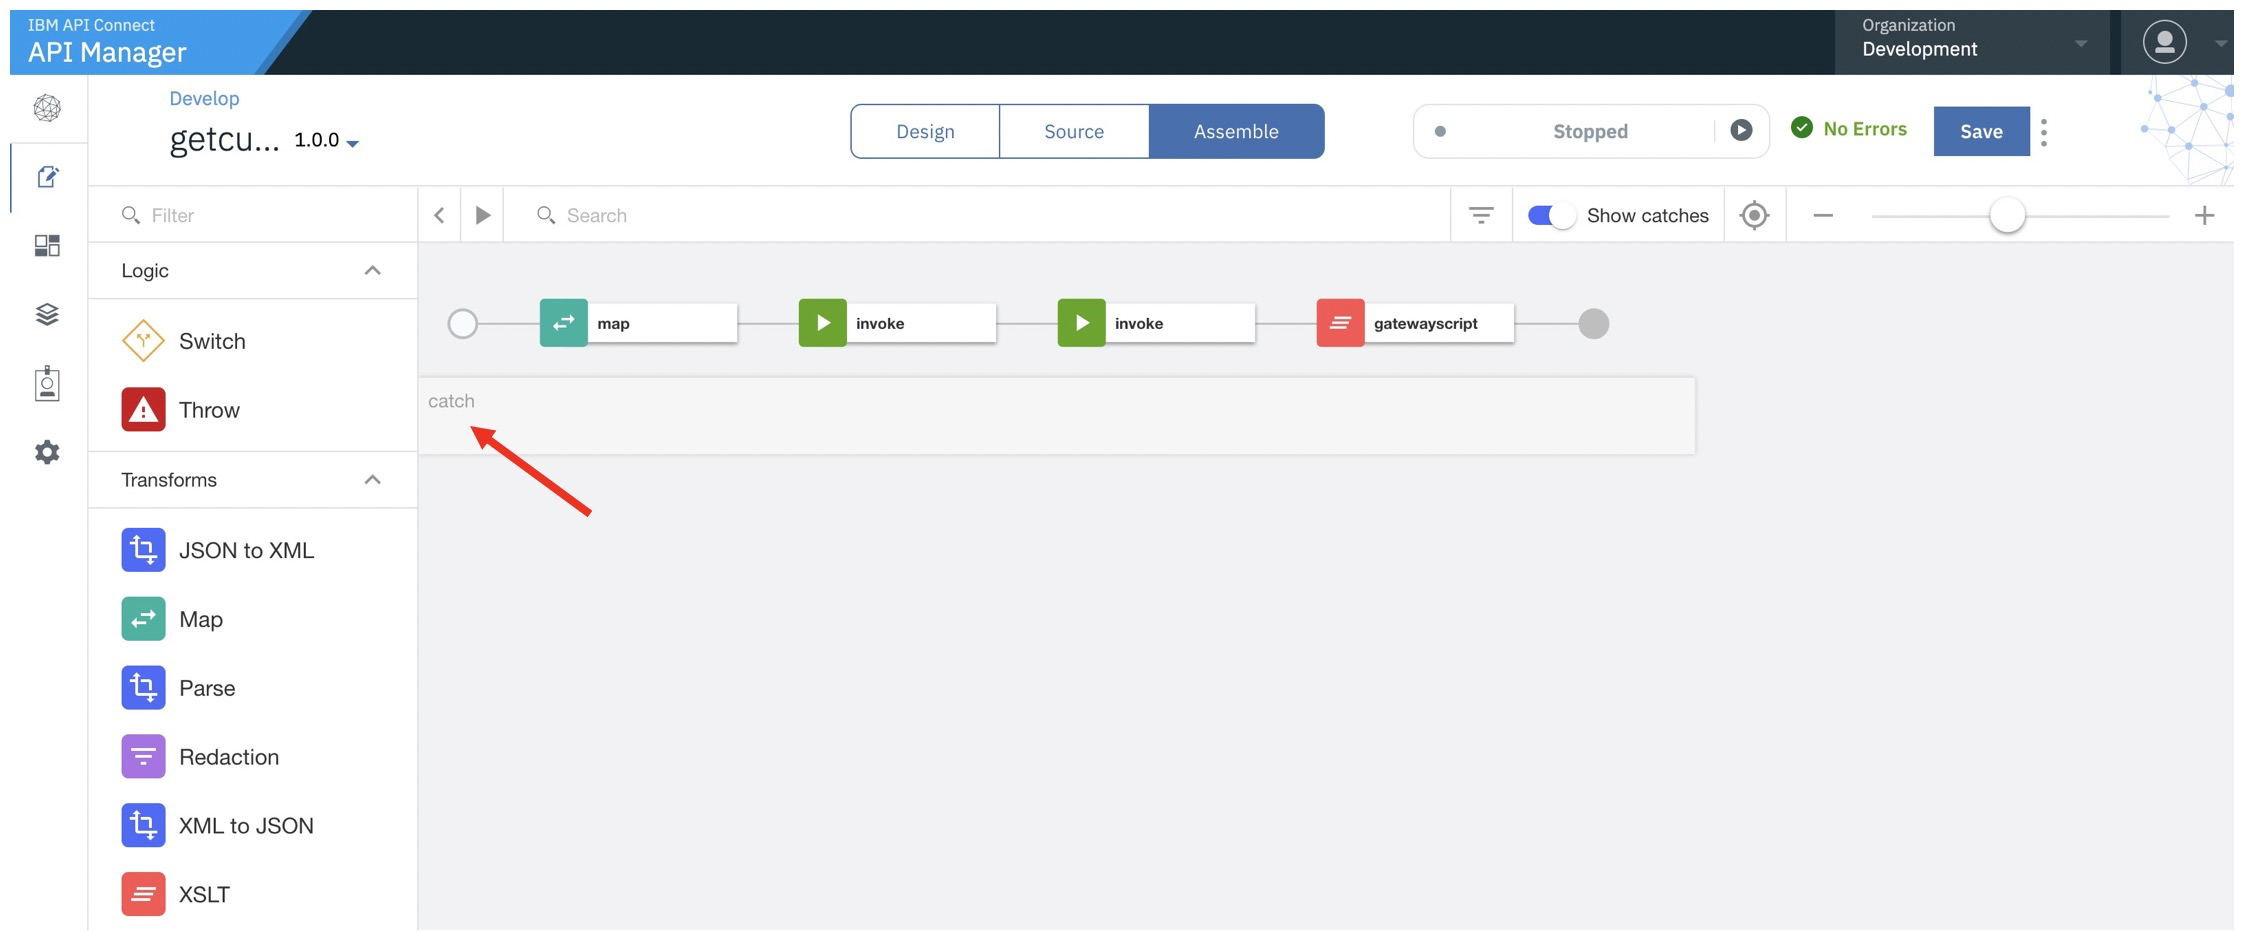 IBM API Connect
API Manager
Organization
Development
Develop
getcu... 1.0.0
Design Source Assemble
Stopped
No Errors
Save
Filter
Search
Show catches
Logic
Switch
Throw
Transforms
JSON to XML
Map
Parse
Redaction
XML to JSON
XSLT
map invoke invoke gatewayscript
catch